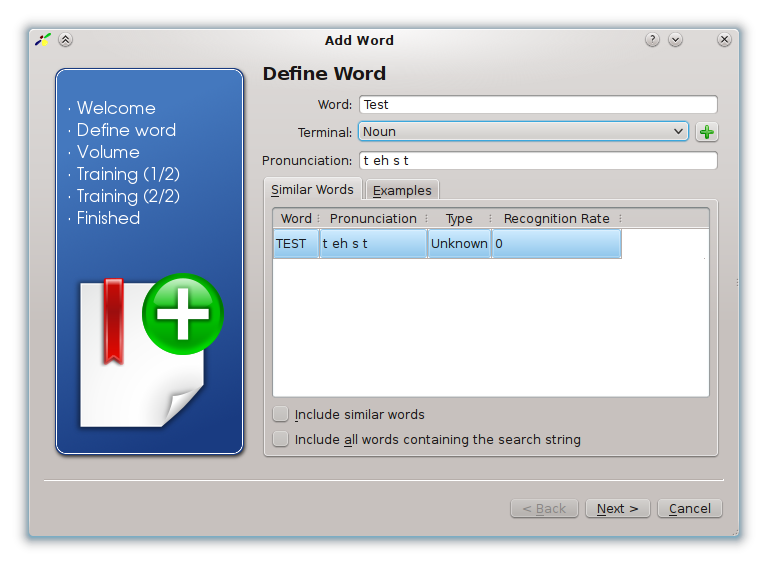 Add Word
· Welcome
· Define word
· Volume
· Training (1/2)
· Training (2/2)
· Finished
Define Word
Word: Test
Terminal: Noun
Pronunciation: t eh s t
Similar Words Examples
Word Pronunciation Type Recognition Rate
TEST t eh s t Unknown 0
Include similar words
Include all words containing the search string
< Back Next > Cancel